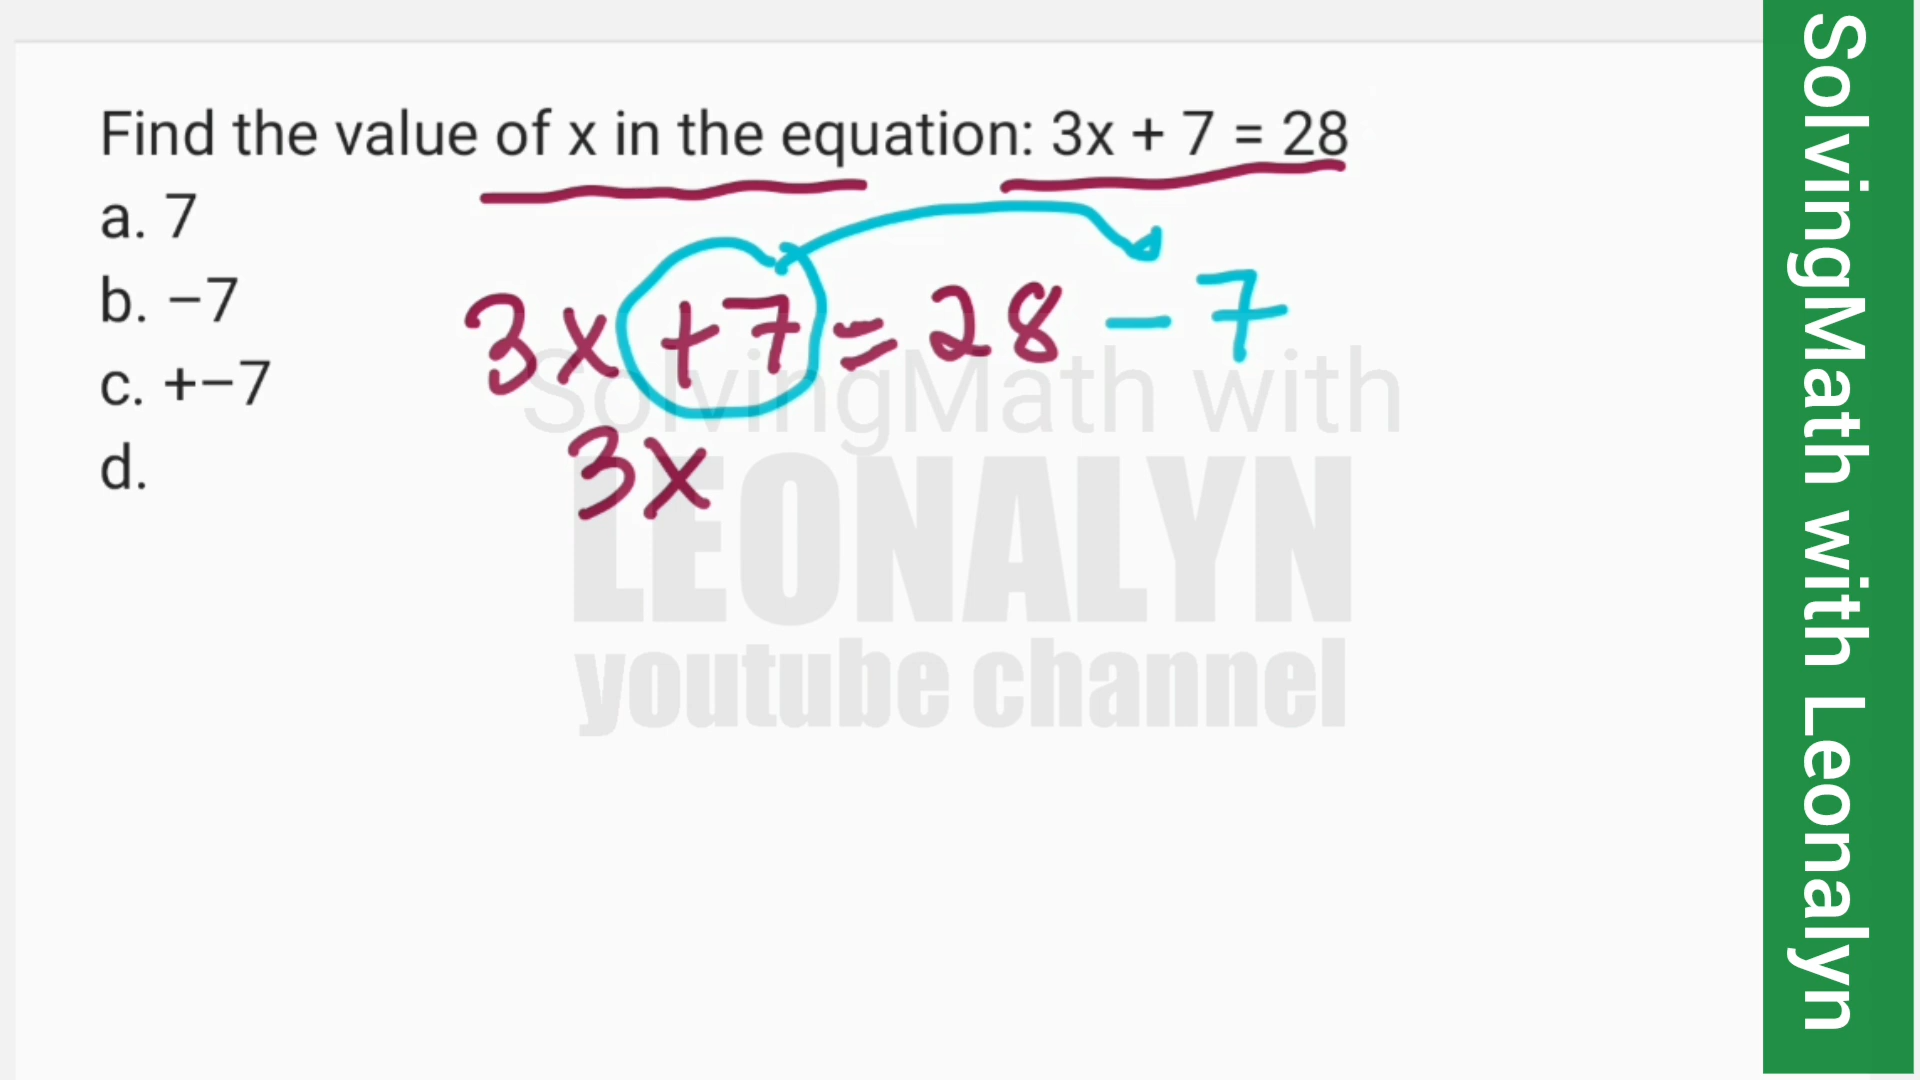 Find the value of x in the equation: 3x + 7 = 28
a. 7
b. −7
c. +−7
d.
3x +7 = 28 − 7
3x
SolvingMath with
LEONALYN
youtube channel
SolvingMath with Leonalyn